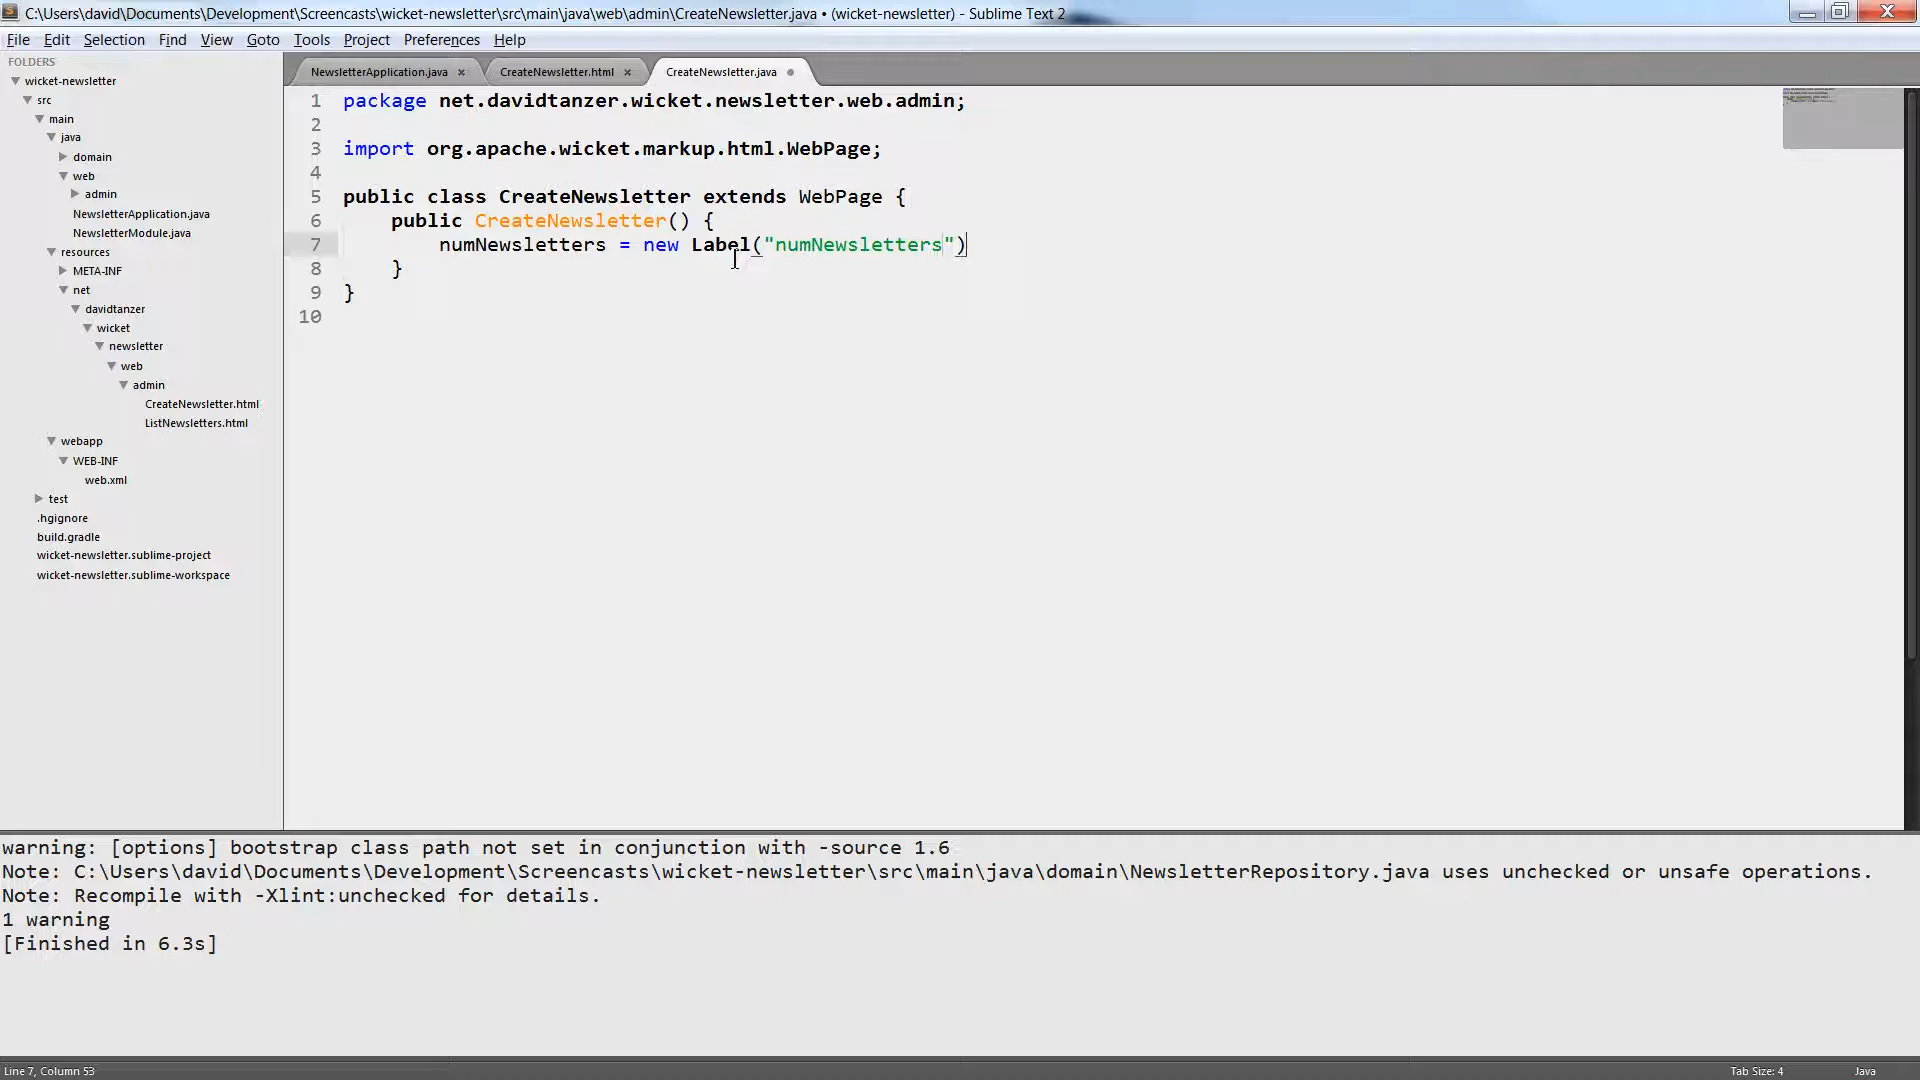 C:\Users\david\Documents\Development\Screencasts\wicket-newsletter\src\main\java\web\admin\CreateNewsletter.java • (wicket-newsletter) - Sublime Text 2
File Edit Selection Find View Goto Tools Project Preferences Help
FOLDERS
wicket-newsletter
src
main
java
domain
web
admin
NewsletterApplication.java
NewsletterModule.java
resources
META-INF
net
davidtanzer
wicket
newsletter
web
admin
CreateNewsletter.html
ListNewsletters.html
webapp
WEB-INF
web.xml
test
.hgignore
build.gradle
wicket-newsletter.sublime-project
wicket-newsletter.sublime-workspace
NewsletterApplication.java × CreateNewsletter.html × CreateNewsletter.java •
1 package net.davidtanzer.wicket.newsletter.web.admin;
2
3 import org.apache.wicket.markup.html.WebPage;
4
5 public class CreateNewsletter extends WebPage {
6 public CreateNewsletter() {
7 numNewsletters = new Label("numNewsletters")
8 }
9 }
10
warning: [options] bootstrap class path not set in conjunction with -source 1.6
Note: C:\Users\david\Documents\Development\Screencasts\wicket-newsletter\src\main\java\domain\NewsletterRepository.java uses unchecked or unsafe operations.
Note: Recompile with -Xlint:unchecked for details.
1 warning
[Finished in 6.3s]
Line 7, Column 53 Tab Size: 4 Java